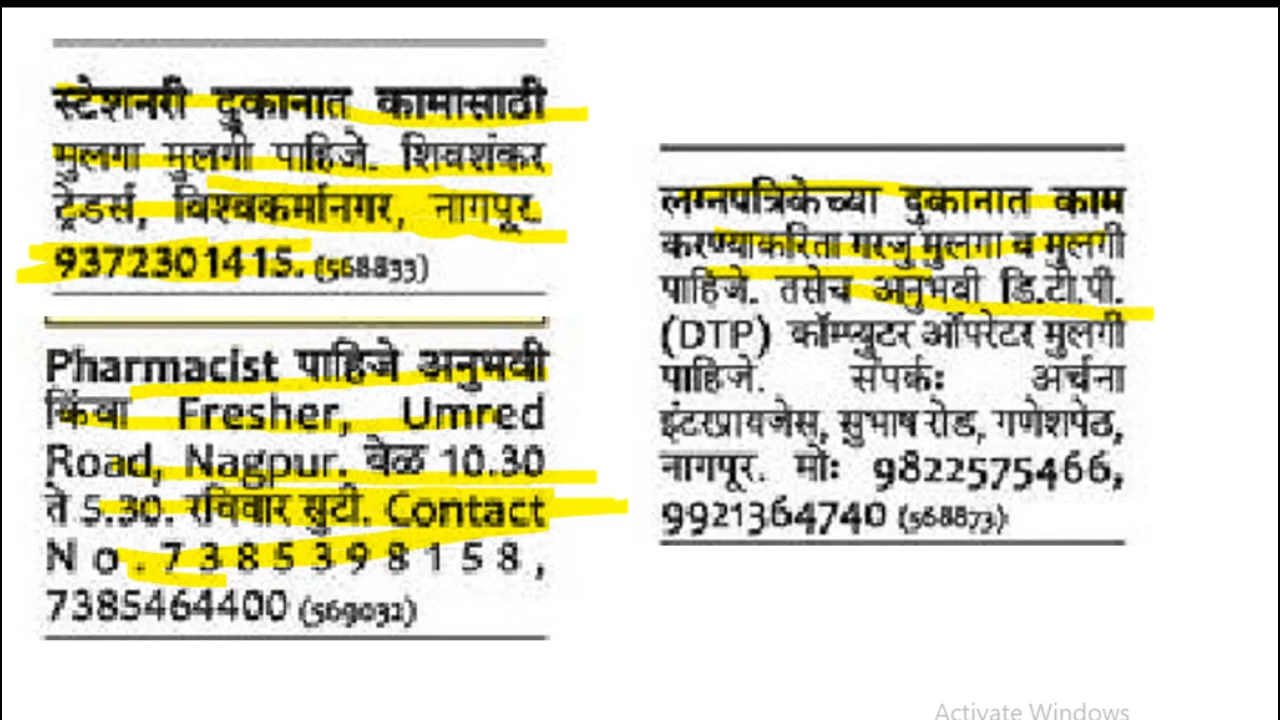 स्टेशनरी दुकानात कामासाठी
मुलगा मुलगी पाहिजे. शिवशंकर
ट्रेडर्स, विश्वकर्मानगर, नागपूर.
9372301415. (568833)
Pharmacist पाहिजे अनुभवी
किंवा Fresher, Umred
Road, Nagpur. वेळ 10.30
ते 5.30. रविवार सुटी. Contact
No.7385398158,
7385464400 (569032)
लग्नपत्रिकेच्या दुकानात काम
करण्याकरिता गरजु मुलगा व मुलगी
पाहिजे. तसेच अनुभवी डि.टी.पी.
(DTP) कॉम्प्युटर ऑपरेटर मुलगी
पाहिजे. संपर्क: अर्चना
इंटरप्रायजेस, सुभाष रोड, गणेशपेठ,
नागपूर. मो: 9822575466,
9921364740 (568873)
Activate Windows